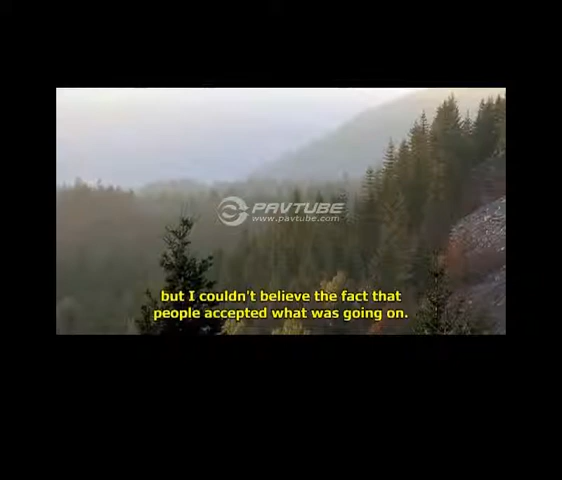 PAVTUBE
www.pavtube.com
but I couldn't believe the fact that
people accepted what was going on.